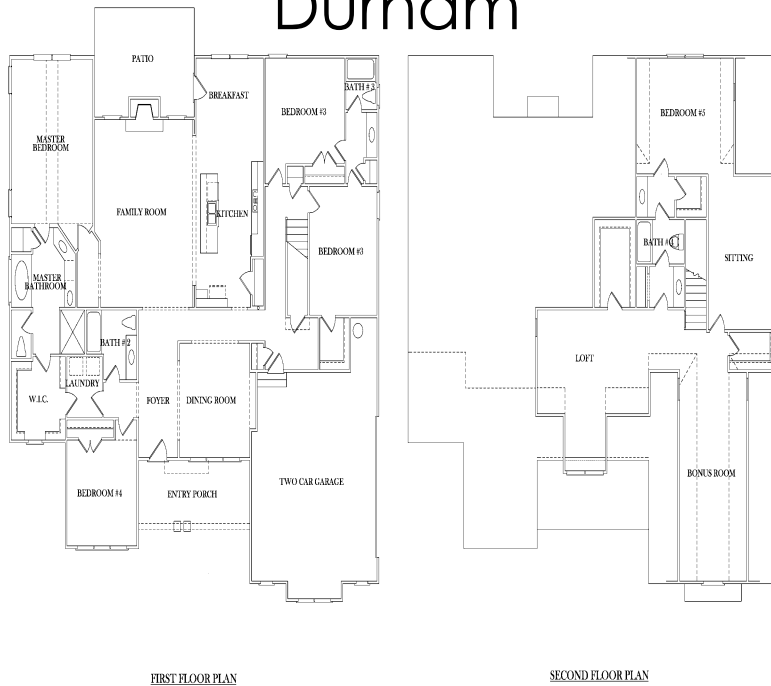 Durham
PATIO
BREAKFAST
BATH # 3
BEDROOM #3
MASTER
BEDROOM
FAMILY ROOM
KITCHEN
BEDROOM #3
MASTER
BATHROOM
BATH # 2
LAUNDRY
W.I.C.
FOYER
DINING ROOM
BEDROOM #4
ENTRY PORCH
TWO CAR GARAGE
FIRST FLOOR PLAN
BEDROOM #5
BATH #
SITTING
LOFT
BONUS ROOM
SECOND FLOOR PLAN